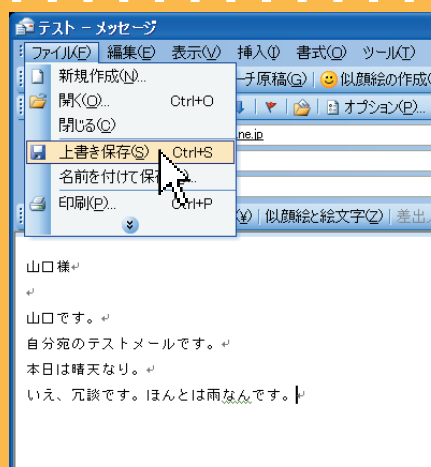 テスト － メッセージ
ファイル(F) 編集(E) 表示(V) 挿入(I) 書式(O) ツール(T)
新規作成(N)...
ーチ原稿(G) 似顔絵の作成(
開く(O)... Ctrl+O
オプション(P)...
閉じる(C)
ne.jp
上書き保存(S) Ctrl+S
名前を付けて保
印刷(P)... Ctrl+P
(Y) 似顔絵と絵文字(Z) 差出
山口様↵
↵
山口です。↵
自分宛のテストメールです。↵
本日は晴天なり。↵
いえ、冗談です。ほんとは雨なんです。↵